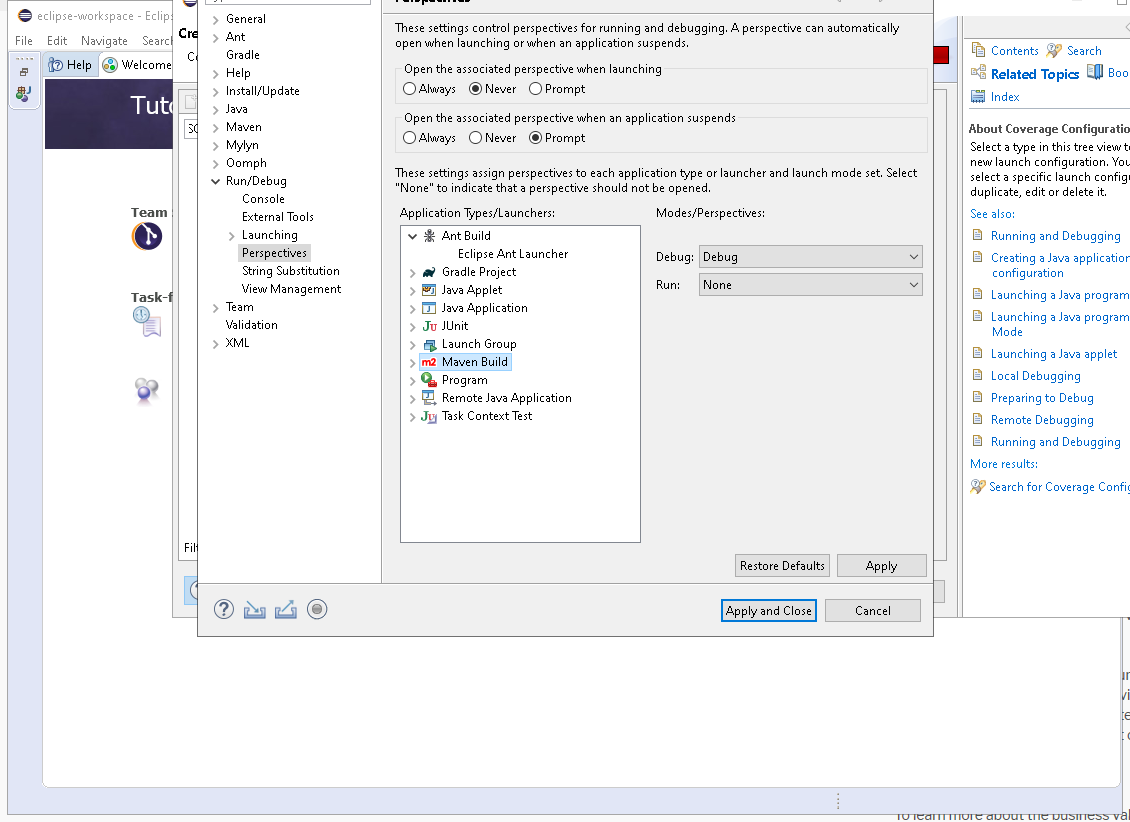 eclipse-workspace - Eclips
File Edit Navigate Search
Help
Welcome
Tuto
Team
Task-f
Cre
Filt
General
Ant
Gradle
Help
Install/Update
Java
Maven
Mylyn
Oomph
Run/Debug
Console
External Tools
Launching
Perspectives
String Substitution
View Management
Team
Validation
XML
Perspectives
These settings control perspectives for running and debugging. A perspective can automatically
open when launching or when an application suspends.
Open the associated perspective when launching
Always Never Prompt
Open the associated perspective when an application suspends
Always Never Prompt
These settings assign perspectives to each application type or launcher and launch mode set. Select
"None" to indicate that a perspective should not be opened.
Application Types/Launchers:
Ant Build
Eclipse Ant Launcher
Gradle Project
Java Applet
Java Application
JUnit
Launch Group
m2 Maven Build
Program
Remote Java Application
Task Context Test
Modes/Perspectives:
Debug: Debug
Run: None
Restore Defaults Apply
Apply and Close Cancel
Contents Search
Related Topics Boo
Index
About Coverage Configuratio
Select a type in this tree view to
new launch configuration. You
select a specific launch config
duplicate, edit or delete it.
See also:
Running and Debugging
Creating a Java application
configuration
Launching a Java program
Launching a Java program
Mode
Launching a Java applet
Local Debugging
Preparing to Debug
Remote Debugging
Running and Debugging
More results:
Search for Coverage Config
To learn more about the business val